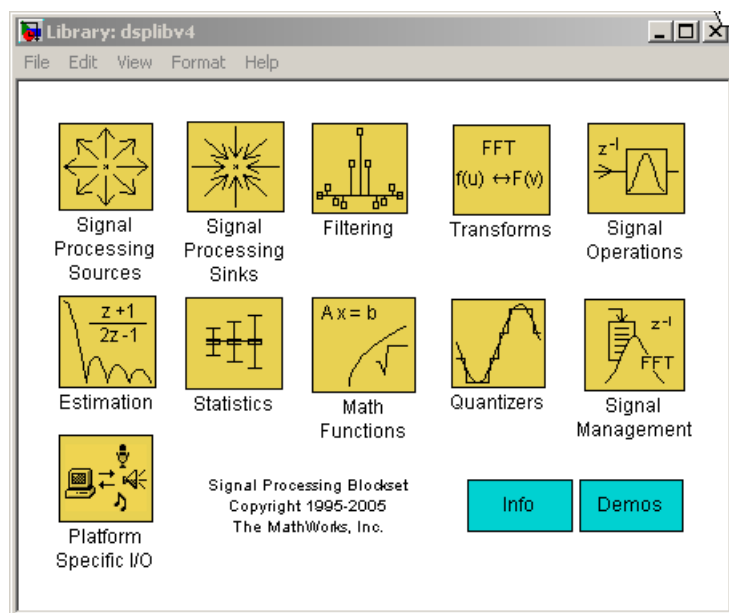 Library: dsplibv4
File Edit View Format Help
FFT
f(u) ↔F(v)
z-l
Signal Processing Sources
Signal Processing Sinks
Filtering
Transforms
Signal Operations
z+1
2z-1
Ax = b
z-l
FFT
Estimation
Statistics
Math Functions
Quantizers
Signal Management
Platform Specific I/O
Signal Processing Blockset
Copyright 1995-2005
The MathWorks, Inc.
Info
Demos